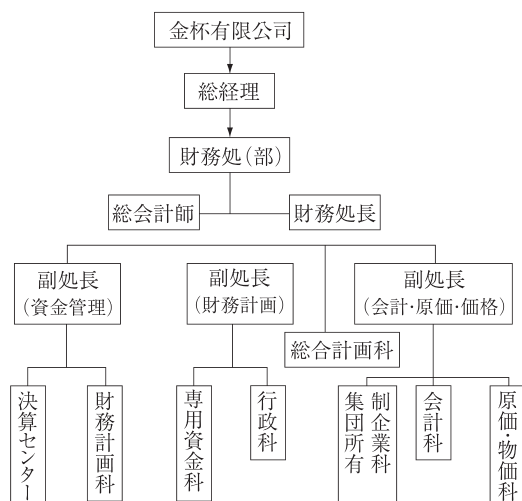 金杯有限公司
総経理
財務処(部)
総会計師
財務処長
副処長
(資金管理)
副処長
(財務計画)
副処長
(会計・原価・価格)
総合計画科
決算センター
財務計画科
専用資金科
行政科
集団所有
制企業科
会計科
原価・物価科